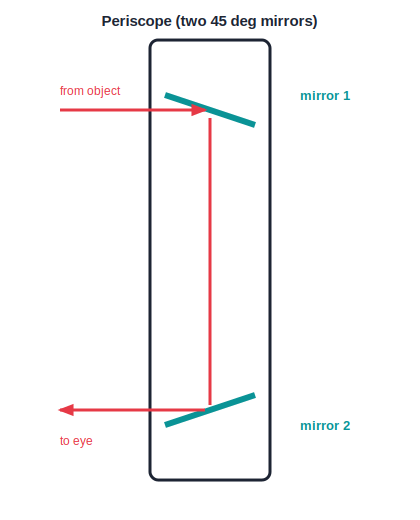 Periscope (two 45 deg mirrors)
from object
mirror 1
mirror 2
to eye